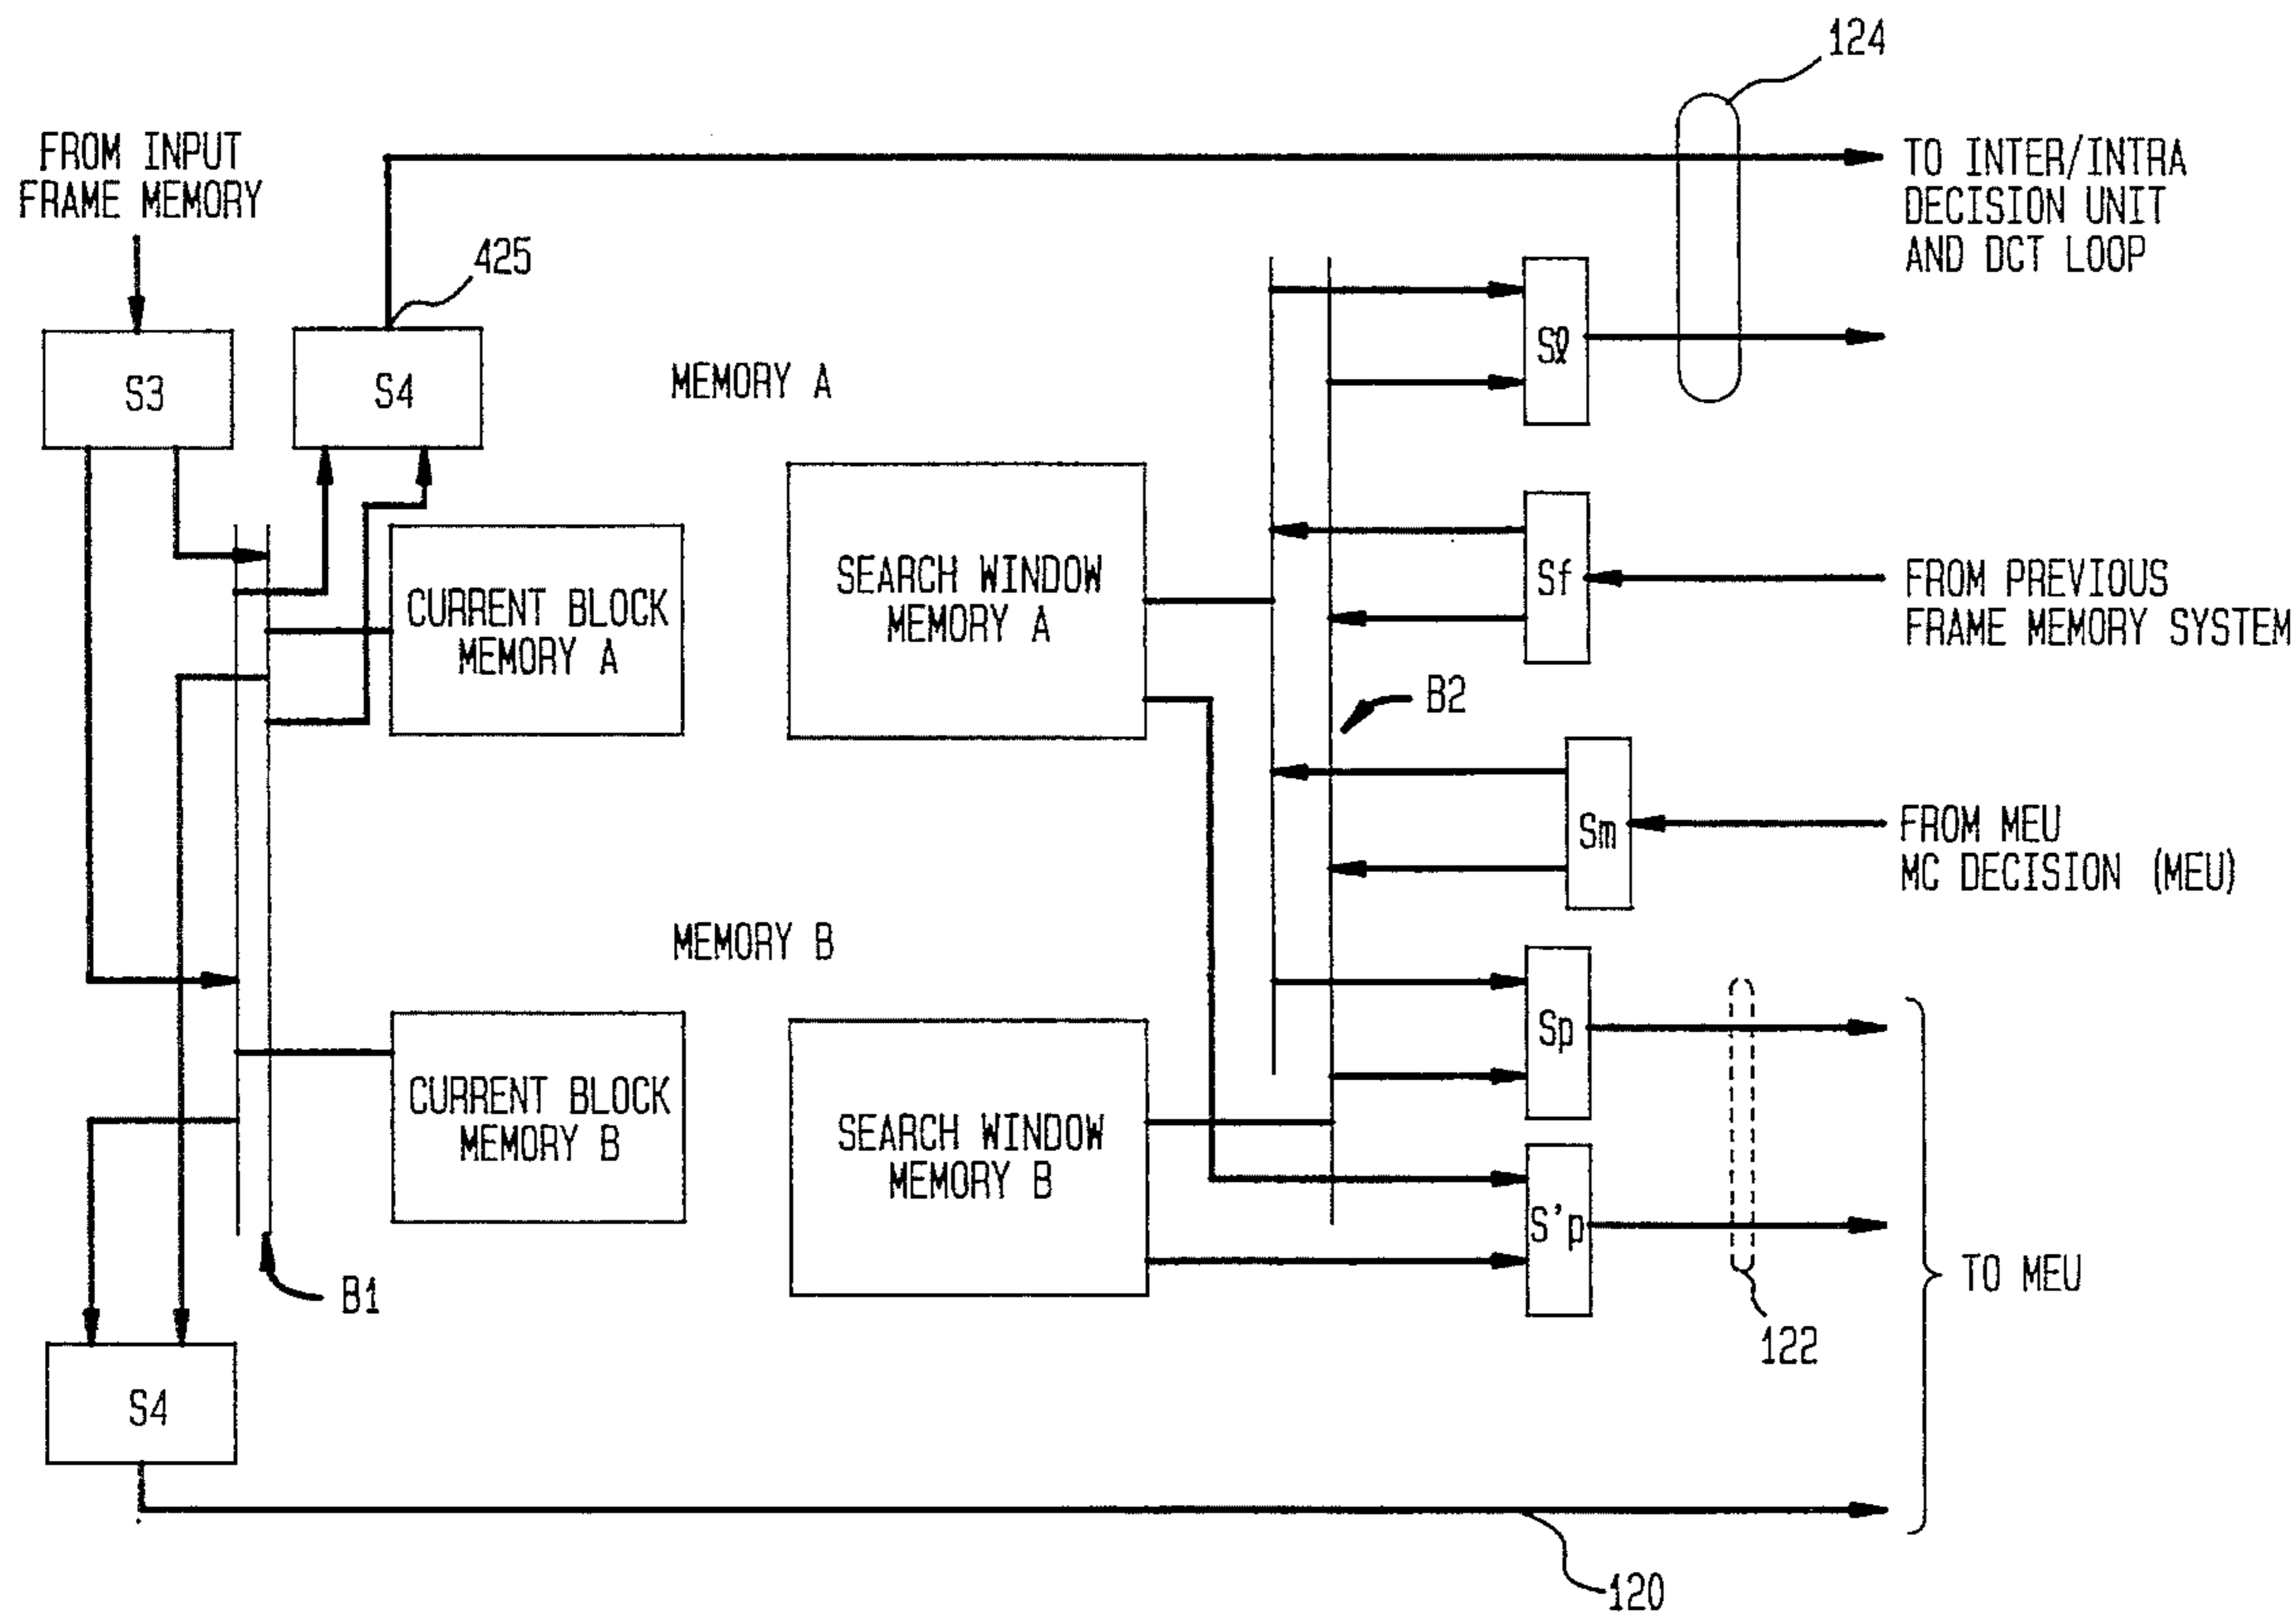 124
FROM INPUT
FRAME MEMORY
TO INTER/INTRA
DECISION UNIT
AND DCT LOOP
425
S3
S4
MEMORY A
Sℓ
CURRENT BLOCK
MEMORY A
SEARCH WINDOW
MEMORY A
Sf
FROM PREVIOUS
FRAME MEMORY SYSTEM
B2
Sm
FROM MEU
MC DECISION (MEU)
MEMORY B
Sp
CURRENT BLOCK
MEMORY B
SEARCH WINDOW
MEMORY B
S'p
TO MEU
B1
122
S4
120